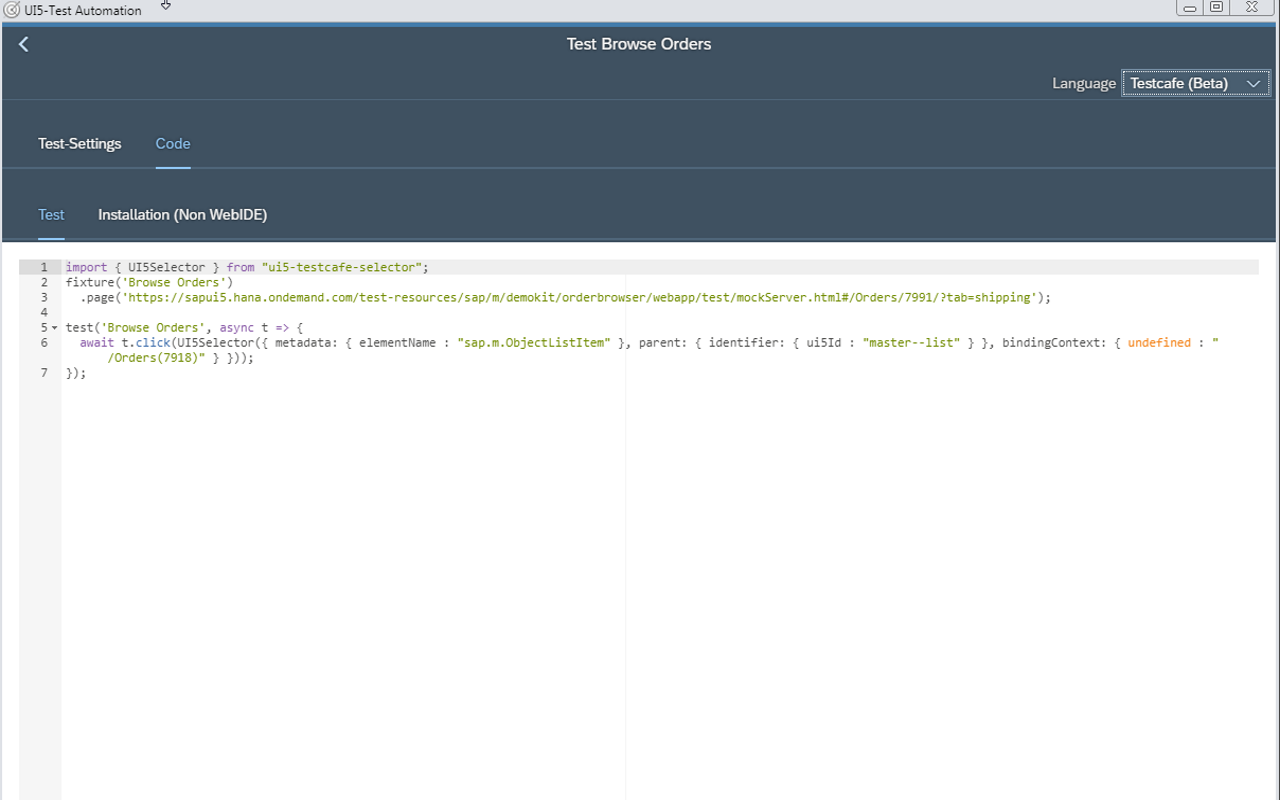 UI5-Test Automation
Test Browse Orders
Language Testcafe (Beta)
Test-Settings Code
Test Installation (Non WebIDE)
1 import { UI5Selector } from "ui5-testcafe-selector";
2 fixture('Browse Orders')
3 .page('https://sapui5.hana.ondemand.com/test-resources/sap/m/demokit/orderbrowser/webapp/test/mockServer.html#/Orders/7991/?tab=shipping');
4
5 test('Browse Orders', async t => {
6 await t.click(UI5Selector({ metadata: { elementName : "sap.m.ObjectListItem" }, parent: { identifier: { ui5Id : "master--list" } }, bindingContext: { undefined : "
/Orders(7918)" } }));
7 });